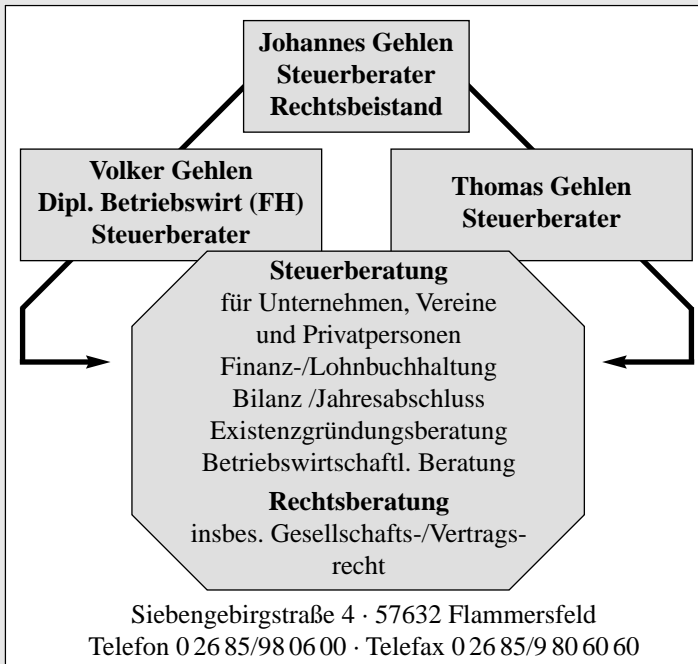 Johannes Gehlen
Steuerberater
Rechtsbeistand
Volker Gehlen
Dipl. Betriebswirt (FH)
Steuerberater
Thomas Gehlen
Steuerberater
Steuerberatung
für Unternehmen, Vereine
und Privatpersonen
Finanz-/Lohnbuchhaltung
Bilanz /Jahresabschluss
Existenzgründungsberatung
Betriebswirtschaftl. Beratung
Rechtsberatung
insbes. Gesellschafts-/Vertrags-
recht
Siebengebirgstraße 4 · 57632 Flammersfeld
Telefon 0 26 85/98 06 00 · Telefax 0 26 85/9 80 60 60